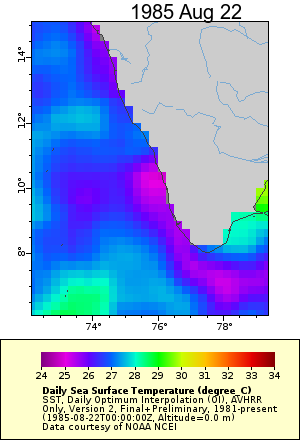 1985 Aug 22
14°
12°
10°
8°
74° 76° 78°
24 25 26 27 28 29 30 31 32 33 34
Daily Sea Surface Temperature (degree_C)
SST, Daily Optimum Interpolation (OI), AVHRR
Only, Version 2, Final+Preliminary, 1981-present
(1985-08-22T00:00:00Z, Altitude=0.0 m)
Data courtesy of NOAA NCEI